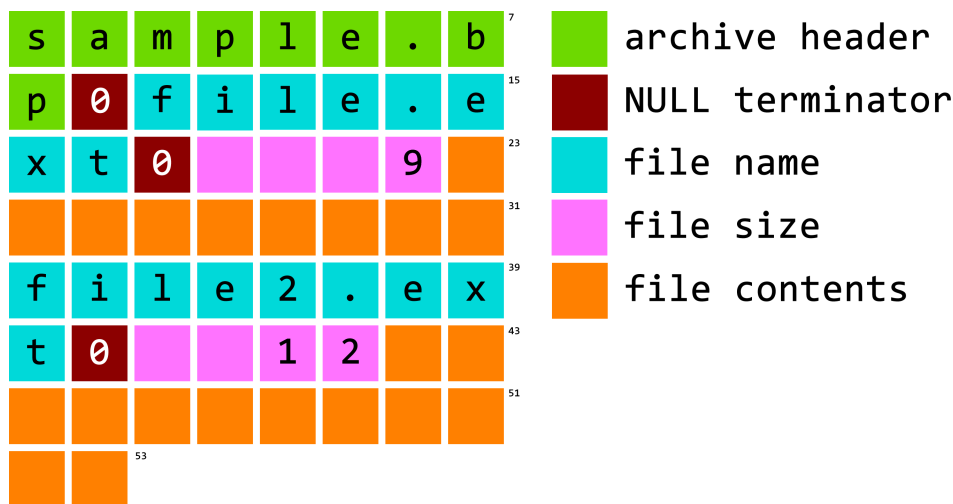 s a m p l e . b 7
p 0 f i l e . e 15
x t 0 9 23
31
f i l e 2 . e x 39
t 0 1 2 43
51
53
archive header
NULL terminator
file name
file size
file contents